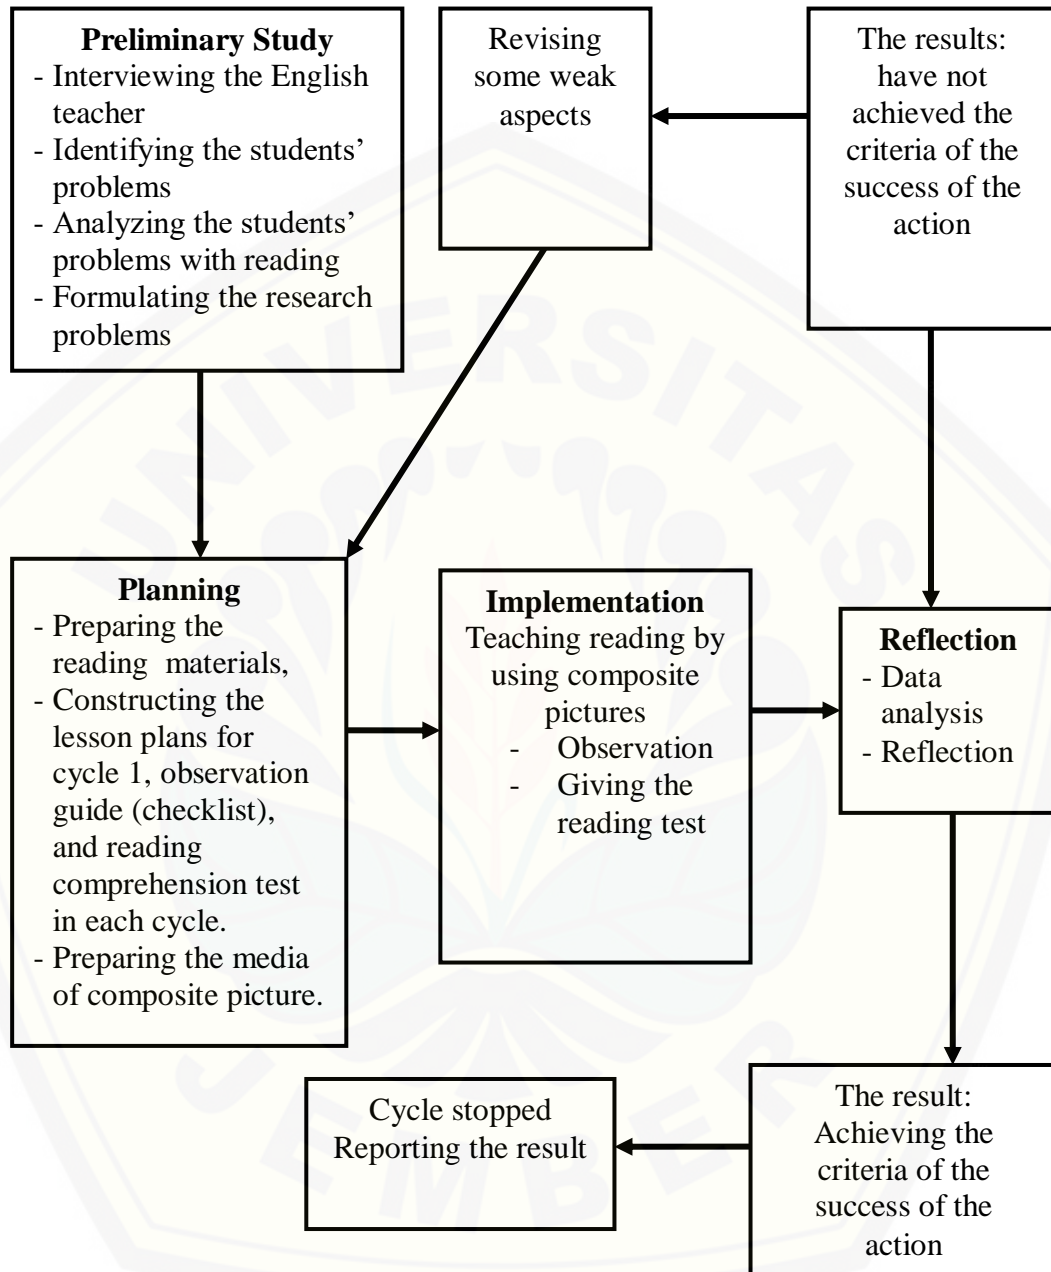 Preliminary Study
- Interviewing the English
teacher
- Identifying the students’
problems
- Analyzing the students’
problems with reading
- Formulating the research
problems
Revising
some weak
aspects
The results:
have not
achieved the
criteria of the
success of the
action
Planning
- Preparing the
reading materials,
- Constructing the
lesson plans for
cycle 1, observation
guide (checklist),
and reading
comprehension test
in each cycle.
- Preparing the media
of composite picture.
Implementation
Teaching reading by
using composite
pictures
- Observation
- Giving the
reading test
Reflection
- Data
analysis
- Reflection
Cycle stopped
Reporting the result
The result:
Achieving the
criteria of the
success of the
action
UNIVERSITAS
JEMBER